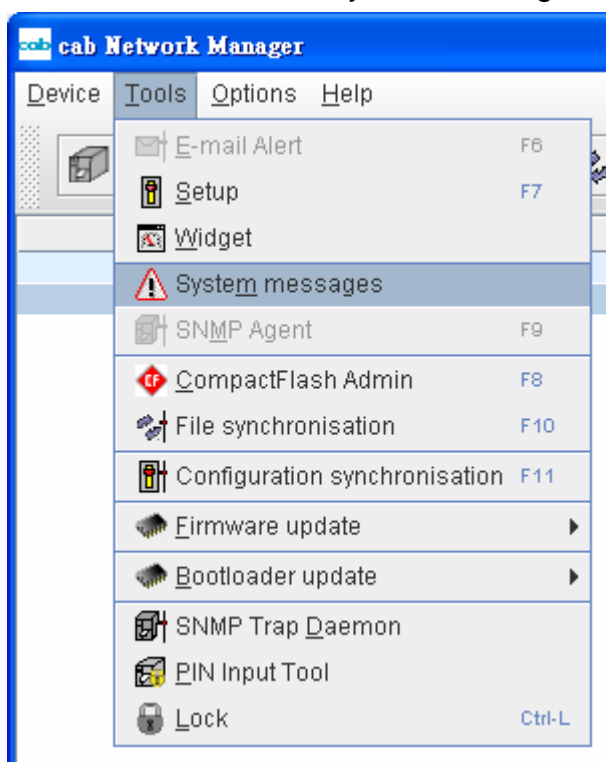 cab cab Network Manager
Device Tools Options Help
E-mail Alert F6
Setup F7
Widget
System messages
SNMP Agent F9
CF CompactFlash Admin F8
File synchronisation F10
Configuration synchronisation F11
Firmware update
Bootloader update
SNMP Trap Daemon
PIN Input Tool
Lock Ctrl-L